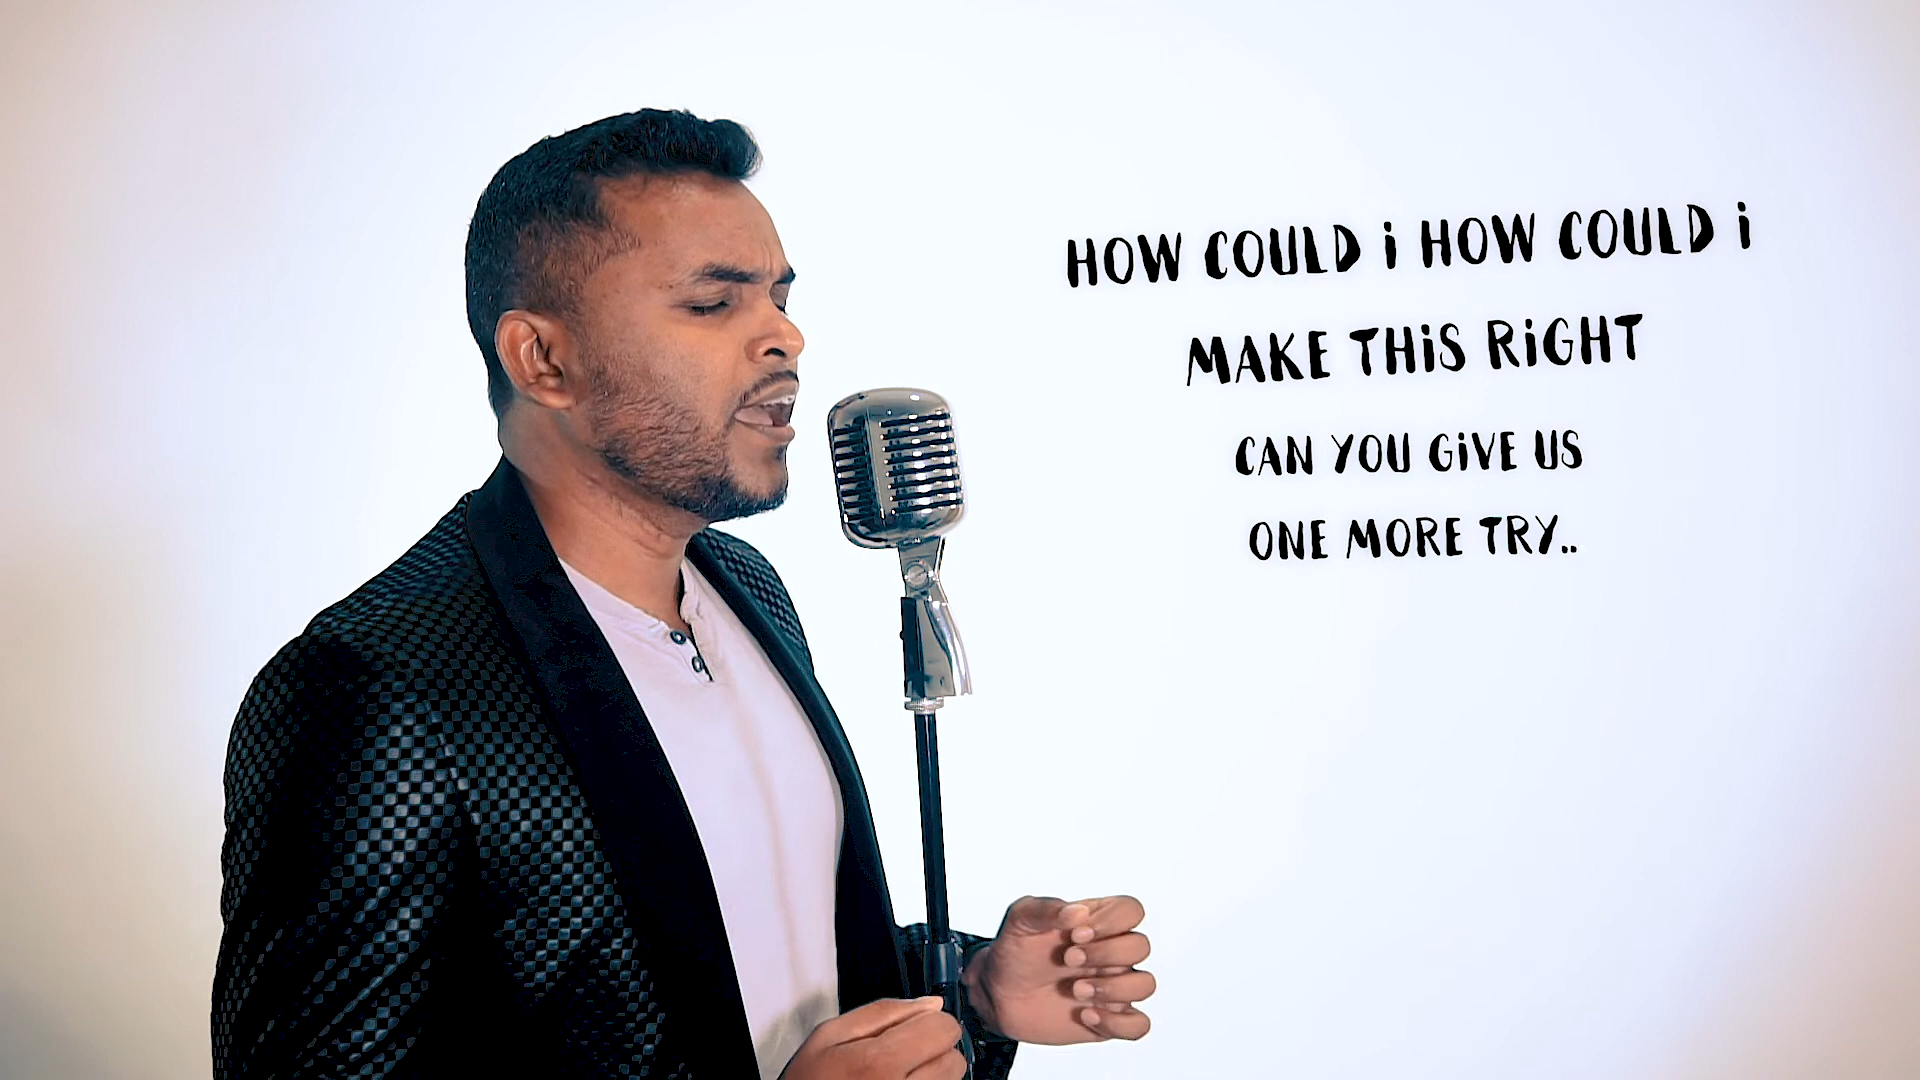 HOW COULD i HOW COULD i
MAKE THiS RiGHT
CAN YOU GiVE US
ONE MORE TRY..